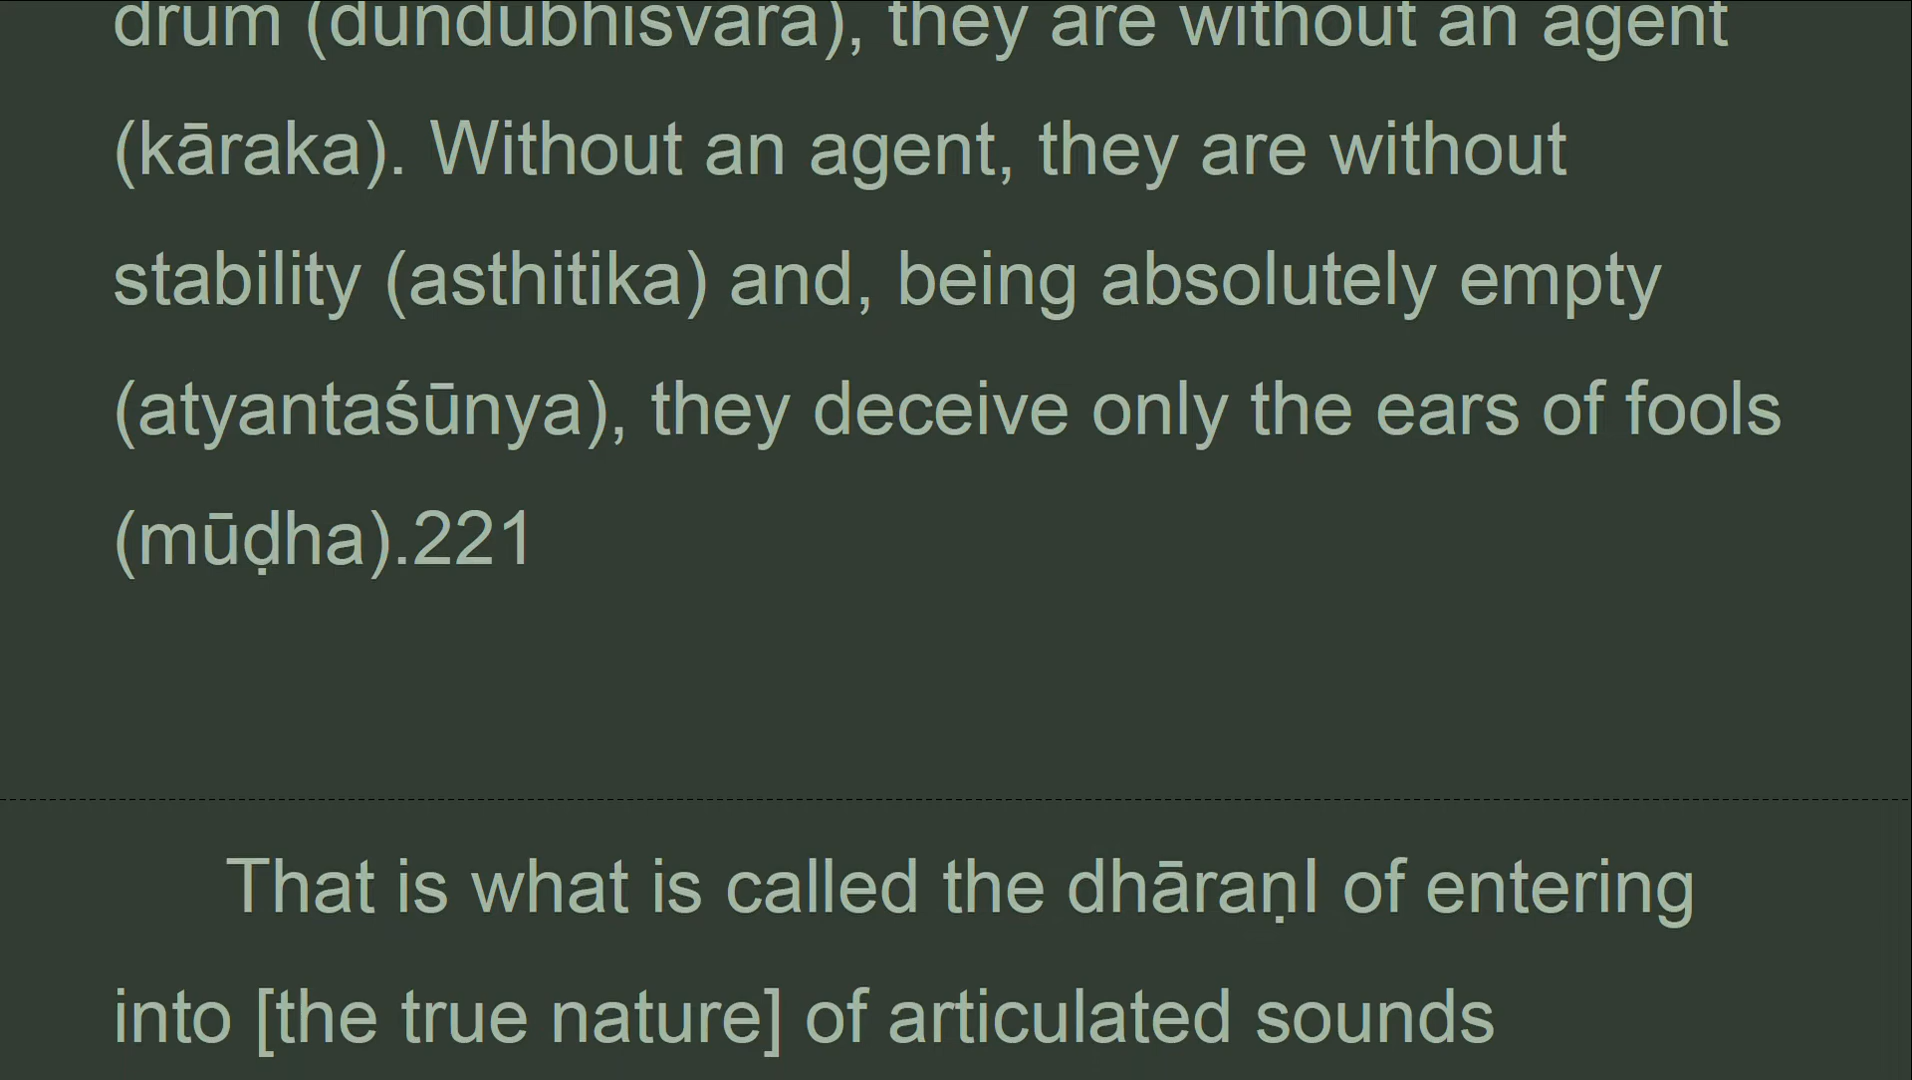 drum (dundubhisvara), they are without an agent
(kāraka). Without an agent, they are without
stability (asthitika) and, being absolutely empty
(atyantaśūnya), they deceive only the ears of fools
(mūḍha).221
That is what is called the dhāraṇI of entering
into [the true nature] of articulated sounds